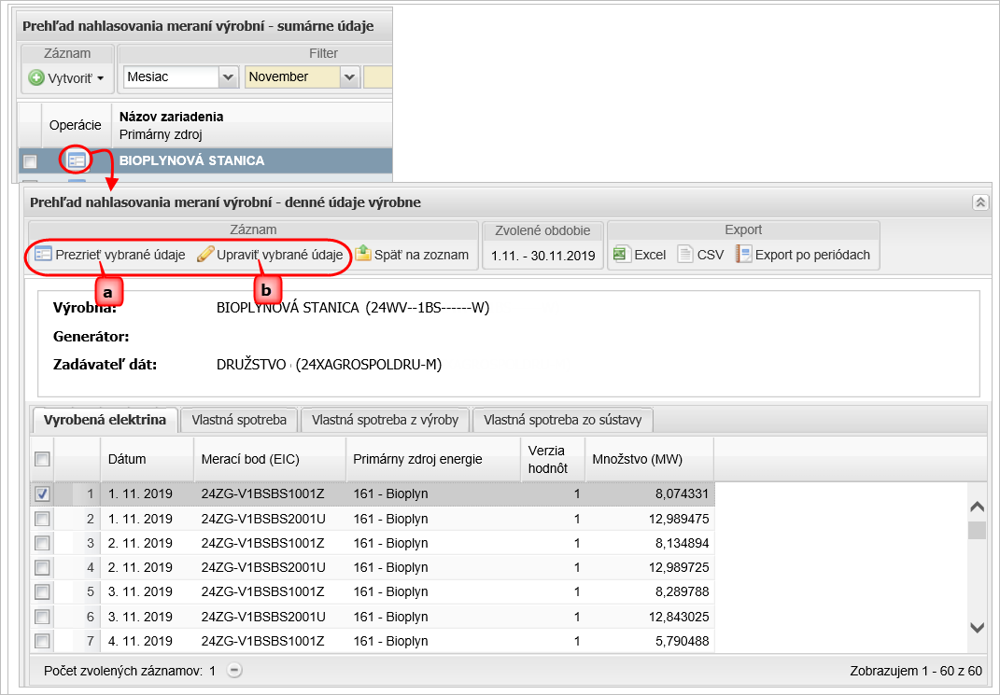 Prehľad nahlasovania meraní výrobní - sumárne údaje
Záznam Filter
Vytvoriť Mesiac November
Operácie Názov zariadenia
Primárny zdroj
BIOPLYNOVÁ STANICA
Prehľad nahlasovania meraní výrobní - denné údaje výrobne
Záznam Zvolené obdobie Export
Prezrieť vybrané údaje Upraviť vybrané údaje Späť na zoznam 1.11. - 30.11.2019 Excel CSV Export po periódach
a b
Výrobňa: BIOPLYNOVÁ STANICA (24WV--1BS------W)
Generátor:
Zadávateľ dát: DRUŽSTVO (24XAGROSPOLDRU-M)
Vyrobená elektrina Vlastná spotreba Vlastná spotreba z výroby Vlastná spotreba zo sústavy
Dátum Merací bod (EIC) Primárny zdroj energie Verzia hodnôt Množstvo (MW)
1 1. 11. 2019 24ZG-V1BSBS1001Z 161 - Bioplyn 1 8,074331
2 1. 11. 2019 24ZG-V1BSBS2001U 161 - Bioplyn 1 12,989475
3 2. 11. 2019 24ZG-V1BSBS1001Z 161 - Bioplyn 1 8,134894
4 2. 11. 2019 24ZG-V1BSBS2001U 161 - Bioplyn 1 12,989725
5 3. 11. 2019 24ZG-V1BSBS1001Z 161 - Bioplyn 1 8,289788
6 3. 11. 2019 24ZG-V1BSBS2001U 161 - Bioplyn 1 12,843025
7 4. 11. 2019 24ZG-V1BSBS1001Z 161 - Bioplyn 1 5,790488
Počet zvolených záznamov: 1 Zobrazujem 1 - 60 z 60